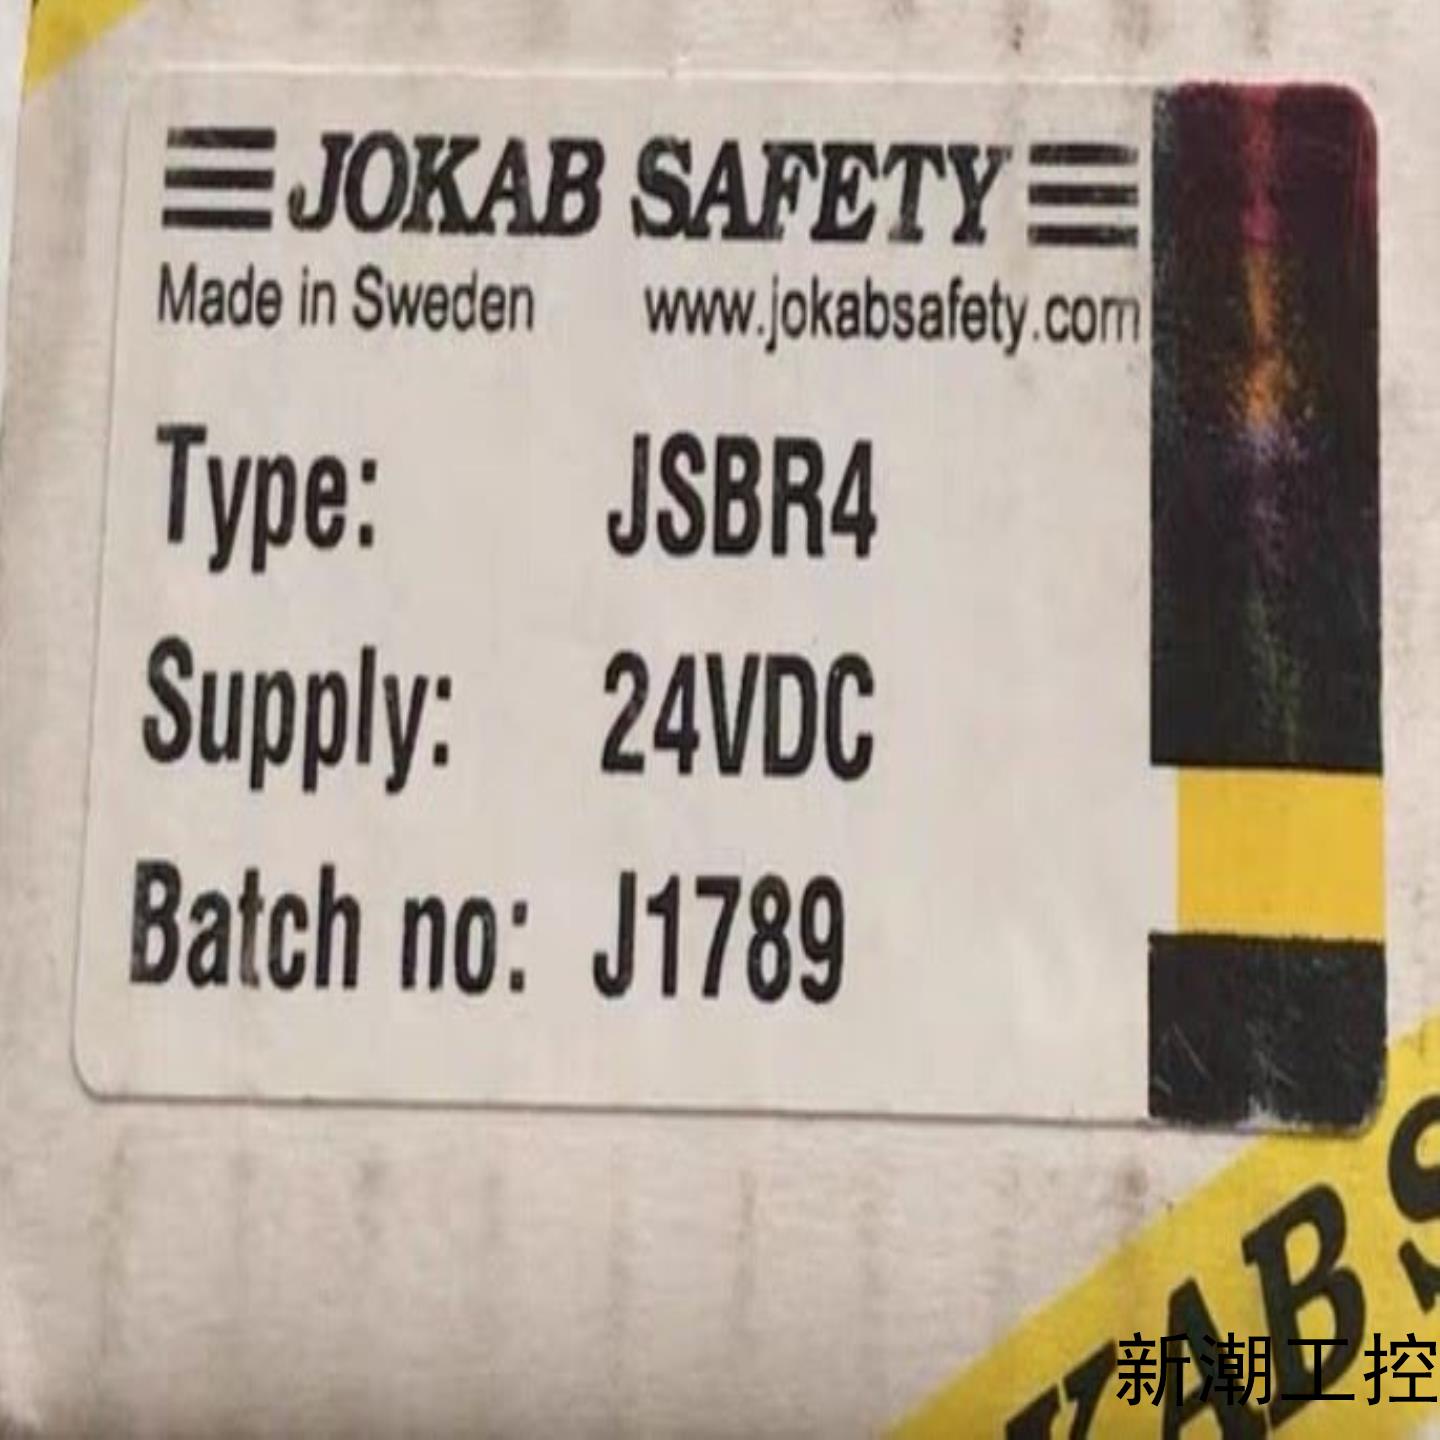 JOKAB SAFETY
Made in Sweden www.jokabsafety.com
Type: JSBR4
Supply: 24VDC
Batch no: J1789
KAB S
新潮工控